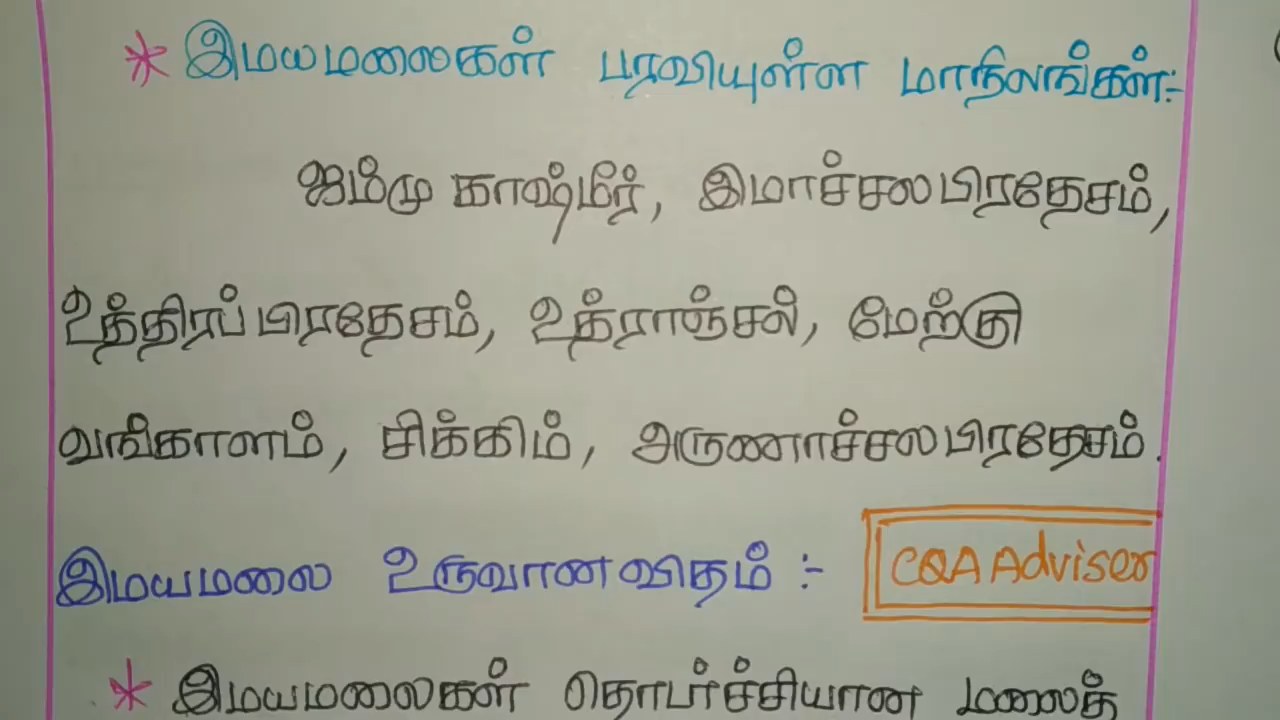 * இமயமலைகள் பரவியுள்ள மாநிலங்கள்:-
ஜம்மு காஷ்மீர், இமாச்சலபிரதேசம்,
உத்திரப்பிரதேசம், உத்ராஞ்சல், மேற்கு
வங்காளம், சிக்கிம், அருணாச்சலபிரதேசம்.
இமயமலை உருவானவிதம் :-
CQA Adviser
* இமயமலைகள் தொடர்ச்சியான மலைத்